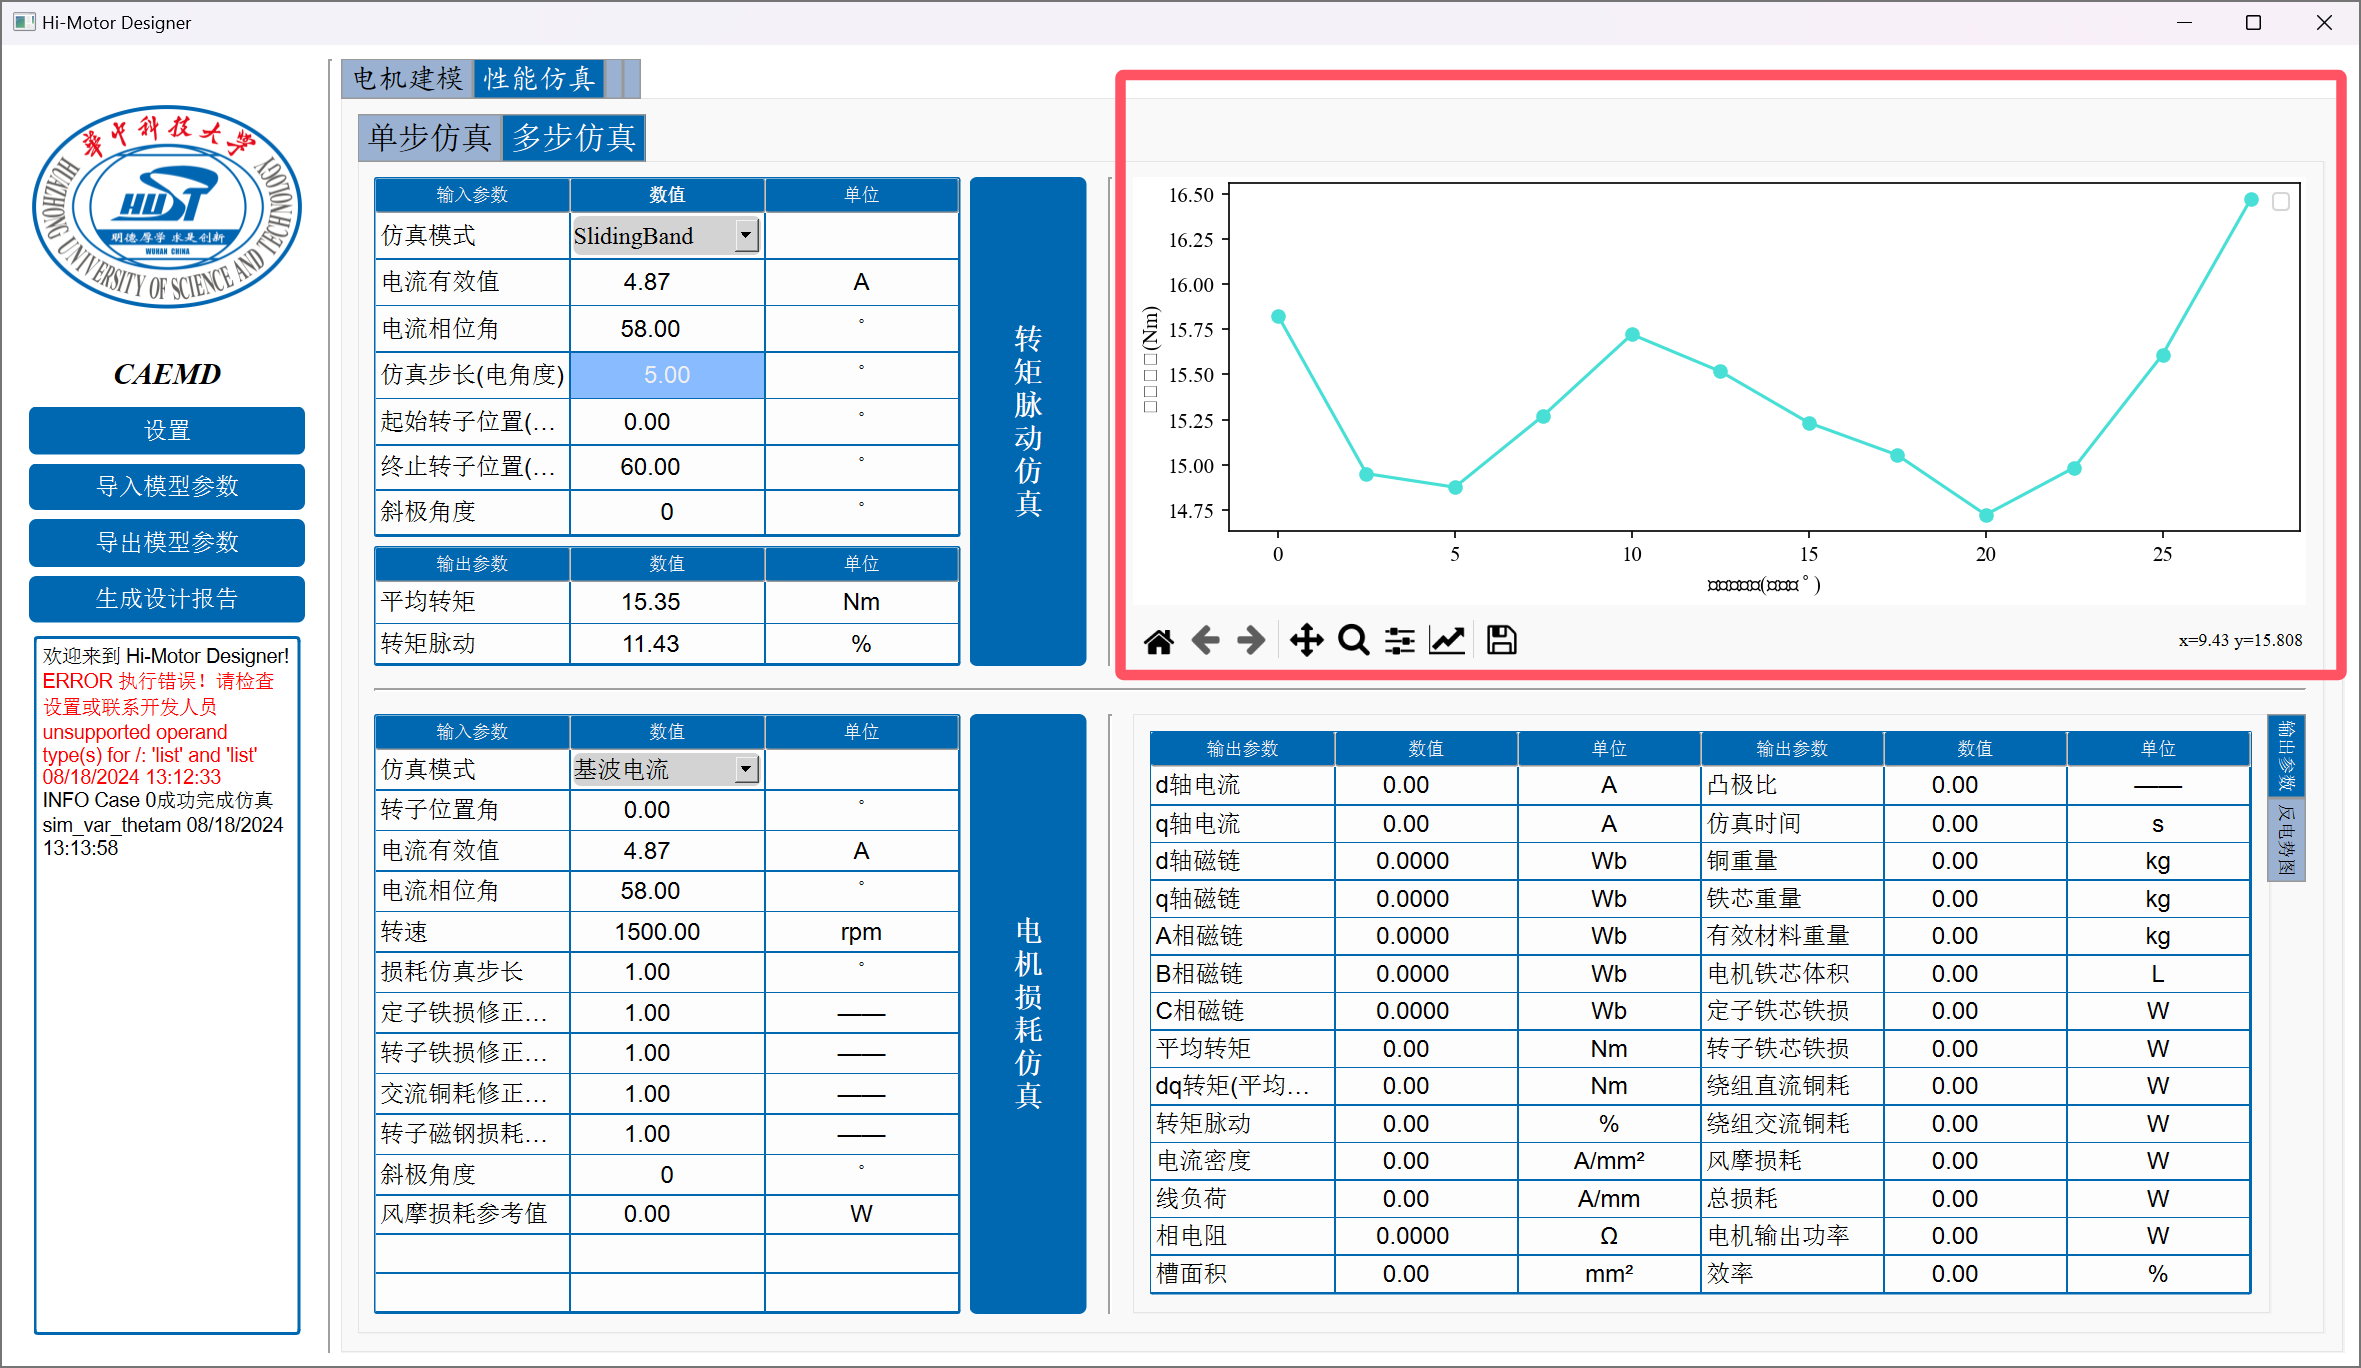 Hi-Motor Designer
華中科技大学
HUAZHONG UNIVERSITY OF SCIENCE AND TECHNOLOGY
HUST
明德厚学 求是创新
WUHAN CHINA
CAEMD
设置
导入模型参数
导出模型参数
生成设计报告
欢迎来到 Hi-Motor Designer!
ERROR 执行错误！请检查
设置或联系开发人员
unsupported operand
type(s) for /: 'list' and 'list'
08/18/2024 13:12:33
INFO Case 0成功完成仿真
sim_var_thetam 08/18/2024
13:13:58
电机建模 性能仿真
单步仿真 多步仿真
输入参数 数值 单位
仿真模式 SlidingBand
电流有效值 4.87 A
电流相位角 58.00 °
仿真步长(电角度) 5.00 °
起始转子位置(... 0.00 °
终止转子位置(... 60.00 °
斜极角度 0 °
输出参数 数值 单位
平均转矩 15.35 Nm
转矩脉动 11.43 %
转矩脉动仿真
16.50
16.25
16.00
15.75
15.50
15.25
15.00
14.75
□□□□(Nm)
0 5 10 15 20 25
¤¤¤¤¤(¤¤¤°)
x=9.43 y=15.808
输入参数 数值 单位
仿真模式 基波电流
转子位置角 0.00 °
电流有效值 4.87 A
电流相位角 58.00 °
转速 1500.00 rpm
损耗仿真步长 1.00 °
定子铁损修正... 1.00 ——
转子铁损修正... 1.00 ——
交流铜耗修正... 1.00 ——
转子磁钢损耗... 1.00 ——
斜极角度 0 °
风摩损耗参考值 0.00 W
电机损耗仿真
输出参数 数值 单位 输出参数 数值 单位
d轴电流 0.00 A 凸极比 0.00 ——
q轴电流 0.00 A 仿真时间 0.00 s
d轴磁链 0.0000 Wb 铜重量 0.00 kg
q轴磁链 0.0000 Wb 铁芯重量 0.00 kg
A相磁链 0.0000 Wb 有效材料重量 0.00 kg
B相磁链 0.0000 Wb 电机铁芯体积 0.00 L
C相磁链 0.0000 Wb 定子铁芯铁损 0.00 W
平均转矩 0.00 Nm 转子铁芯铁损 0.00 W
dq转矩(平均... 0.00 Nm 绕组直流铜耗 0.00 W
转矩脉动 0.00 % 绕组交流铜耗 0.00 W
电流密度 0.00 A/mm² 风摩损耗 0.00 W
线负荷 0.00 A/mm 总损耗 0.00 W
相电阻 0.0000 Ω 电机输出功率 0.00 W
槽面积 0.00 mm² 效率 0.00 %
输出参数
反电势图